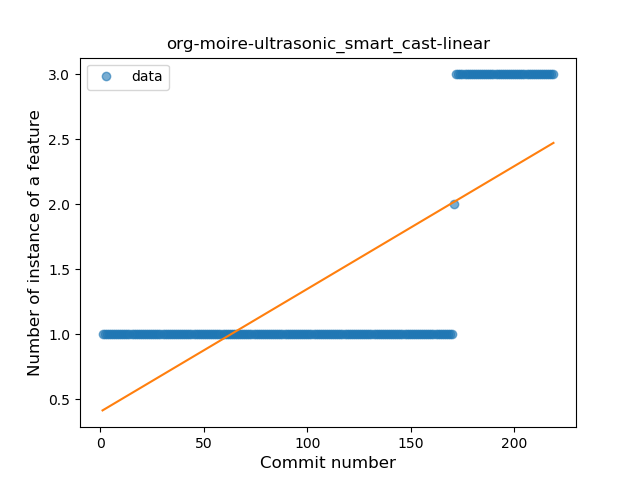 org-moire-ultrasonic_smart_cast-linear
data
Number of instance of a feature
3.0
2.5
2.0
1.5
1.0
0.5
0 50 100 150 200
Commit number